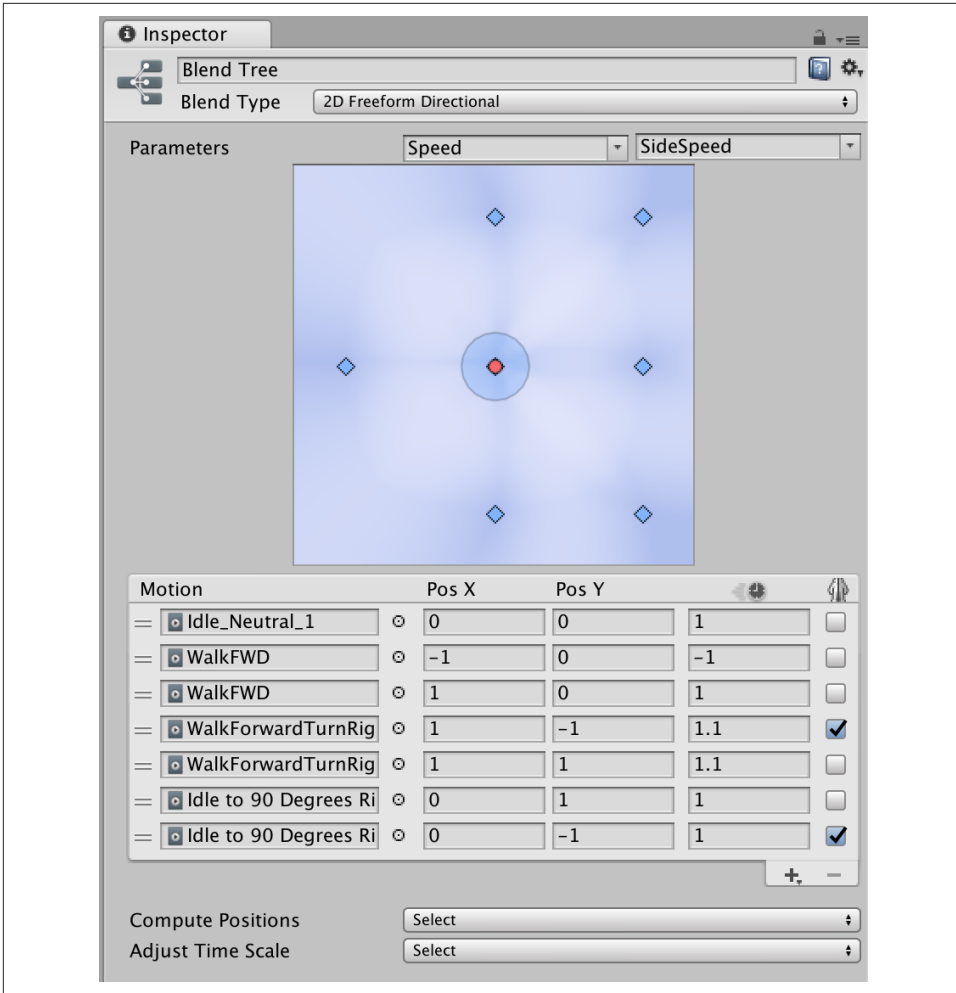 Inspector
Blend Tree
Blend Type 2D Freeform Directional
Parameters Speed SideSpeed
Motion Pos X Pos Y
Idle_Neutral_1 0 0 1
WalkFWD -1 0 -1
WalkFWD 1 0 1
WalkForwardTurnRig 1 -1 1.1
WalkForwardTurnRig 1 1 1.1
Idle to 90 Degrees Ri 0 1 1
Idle to 90 Degrees Ri 0 -1 1
Compute Positions Select
Adjust Time Scale Select